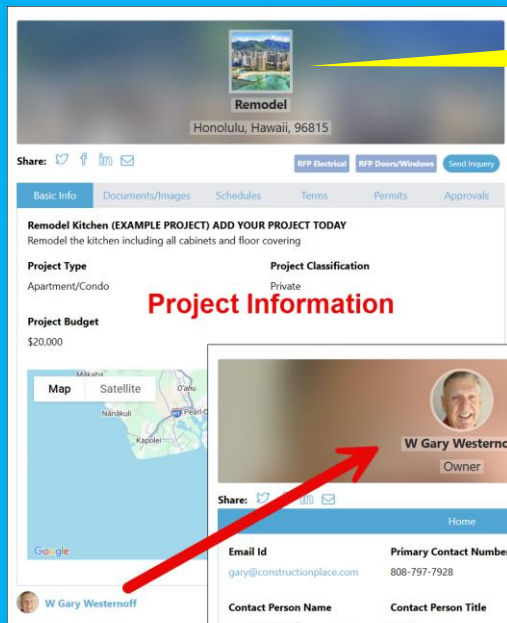 Remodel
Honolulu, Hawaii, 96815
Share:
RFP Electrical RFP Doors/Windows Send Inquery
Basic Info Documents/Images Schedules Terms Permits Approvals
Remodel Kitchen (EXAMPLE PROJECT) ADD YOUR PROJECT TODAY
Remodel the kitchen including all cabinets and floor covering
Project Type Project Classification
Apartment/Condo Private
Project Information
Project Budget
$20,000
Map Satellite
O'ahu
Nānākuli
Pearl C
Kapolei
Google
W Gary Westernoff
W Gary Westerno
Owner
Share:
Home
Email Id Primary Contact Number
gary@constructionplace.com 808-797-7928
Contact Person Name Contact Person Title